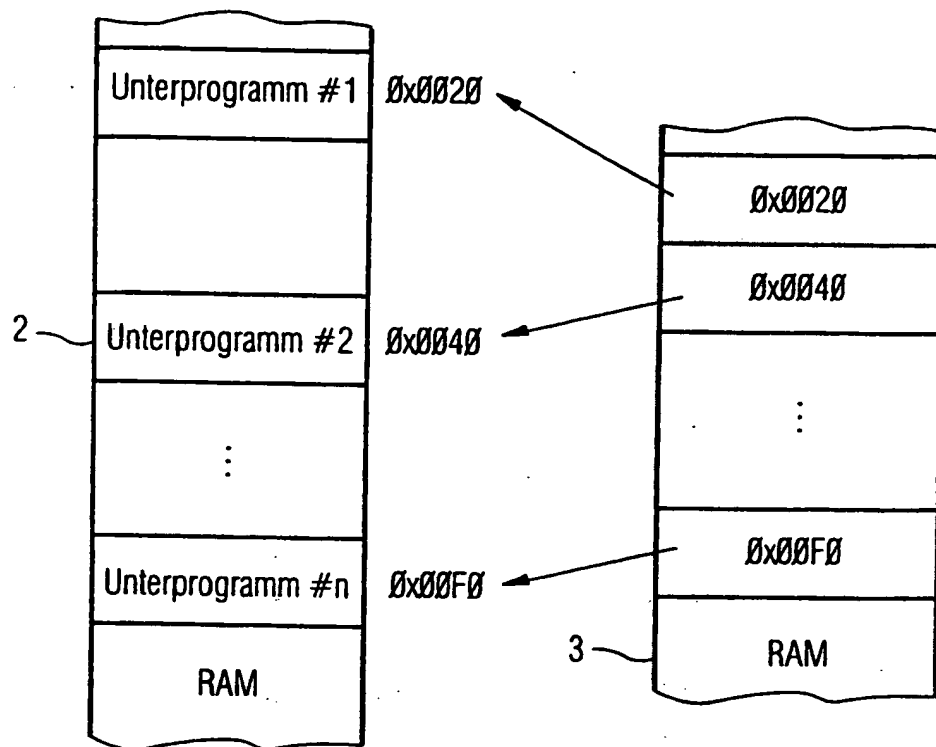 Unterprogramm #1 0x0020
0x0020
0x0040
2
Unterprogramm #2 0x0040
⋮
⋮
Unterprogramm #n 0x00F0
0x00F0
RAM
3
RAM